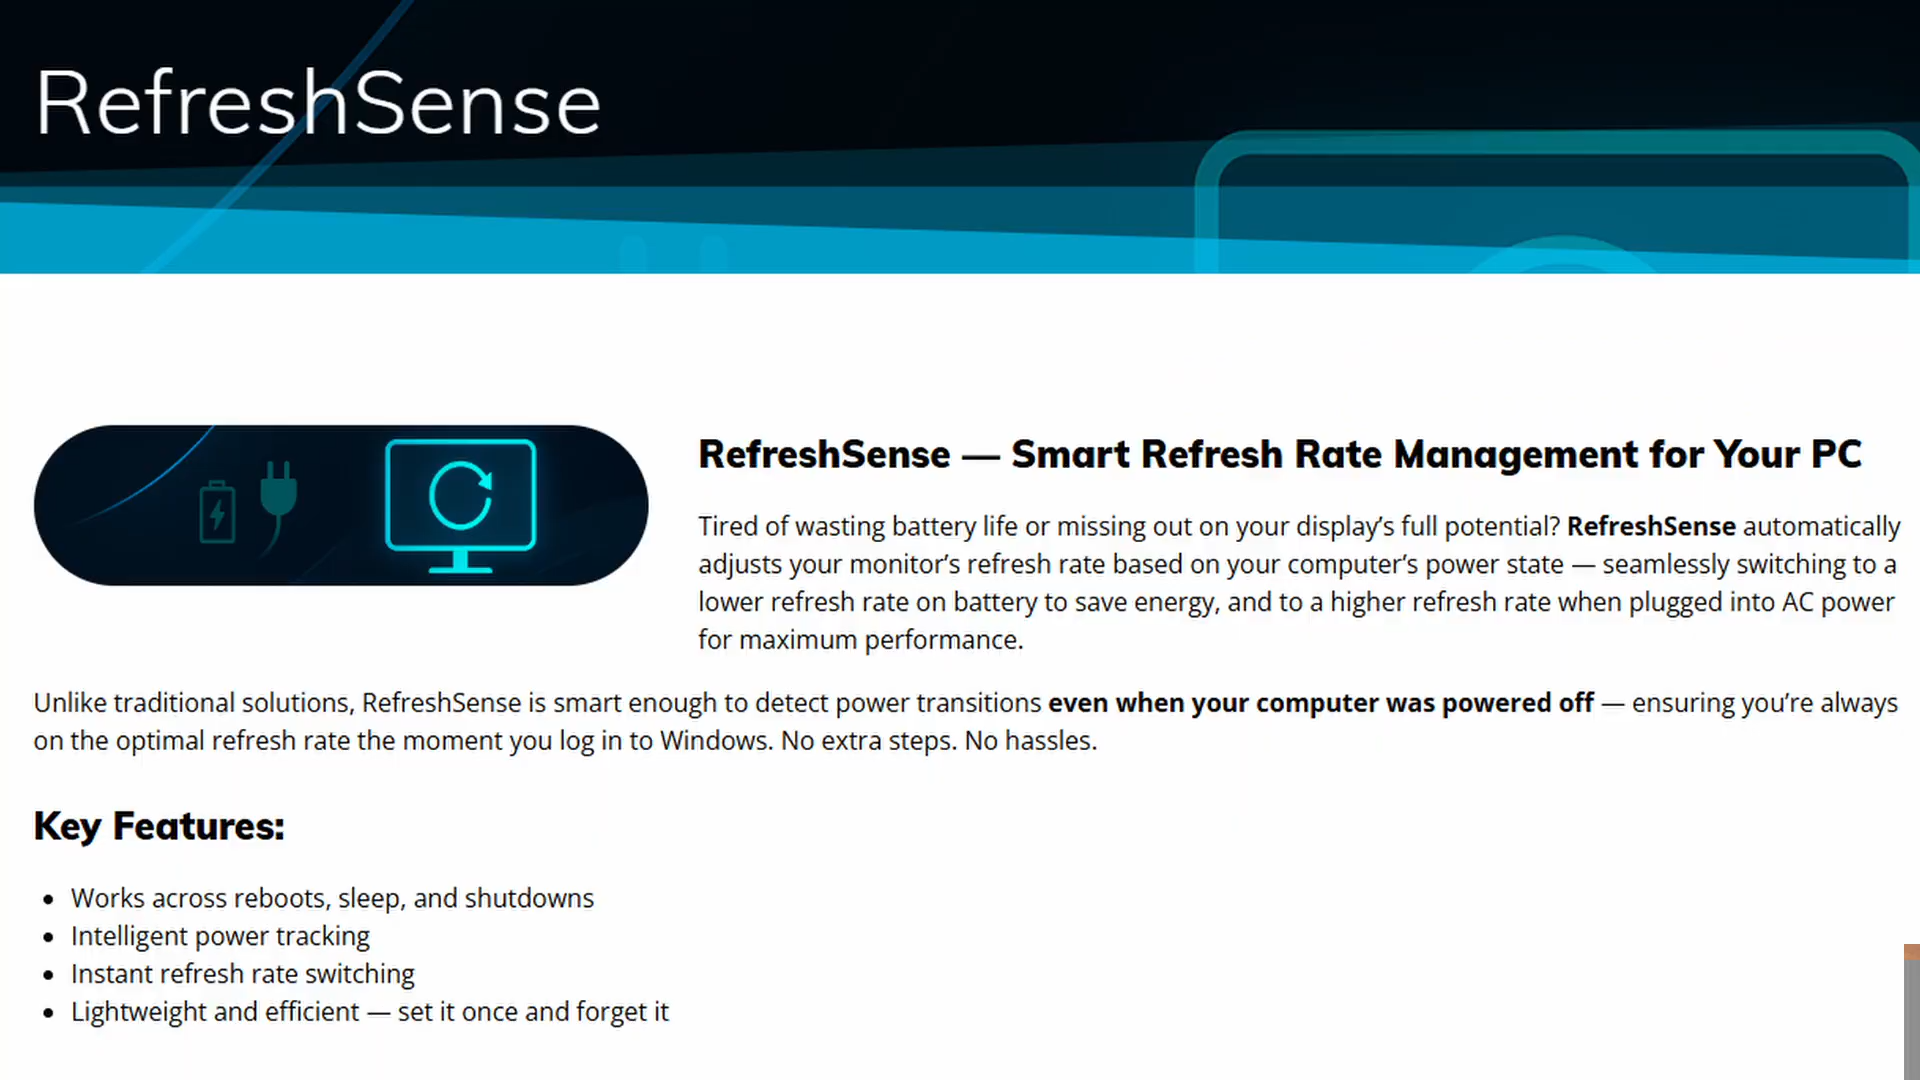 RefreshSense
RefreshSense — Smart Refresh Rate Management for Your PC
Tired of wasting battery life or missing out on your display’s full potential? RefreshSense automatically
adjusts your monitor’s refresh rate based on your computer’s power state — seamlessly switching to a
lower refresh rate on battery to save energy, and to a higher refresh rate when plugged into AC power
for maximum performance.
Unlike traditional solutions, RefreshSense is smart enough to detect power transitions even when your computer was powered off — ensuring you’re always
on the optimal refresh rate the moment you log in to Windows. No extra steps. No hassles.
Key Features:
• Works across reboots, sleep, and shutdowns
• Intelligent power tracking
• Instant refresh rate switching
• Lightweight and efficient — set it once and forget it